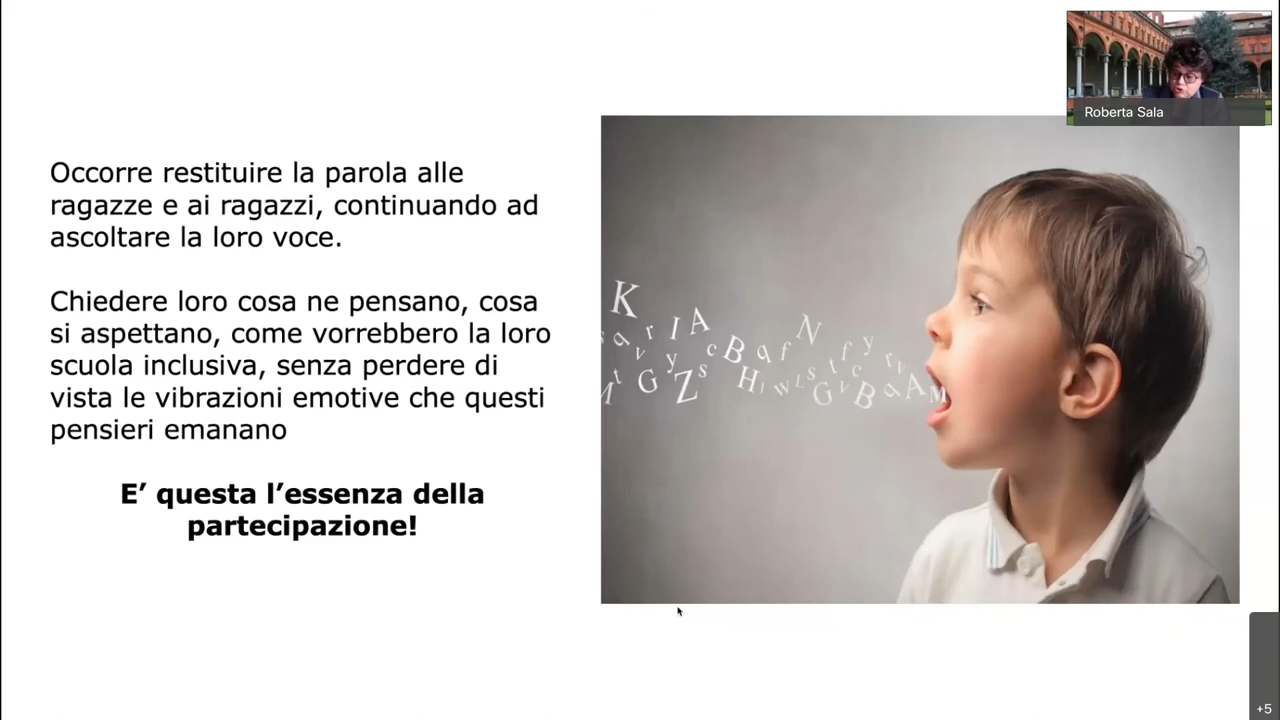 Roberta Sala
Occorre restituire la parola alle
ragazze e ai ragazzi, continuando ad
ascoltare la loro voce.
Chiedere loro cosa ne pensano, cosa
si aspettano, come vorrebbero la loro
scuola inclusiva, senza perdere di
vista le vibrazioni emotive che questi
pensieri emanano
E’ questa l’essenza della
partecipazione!
+5